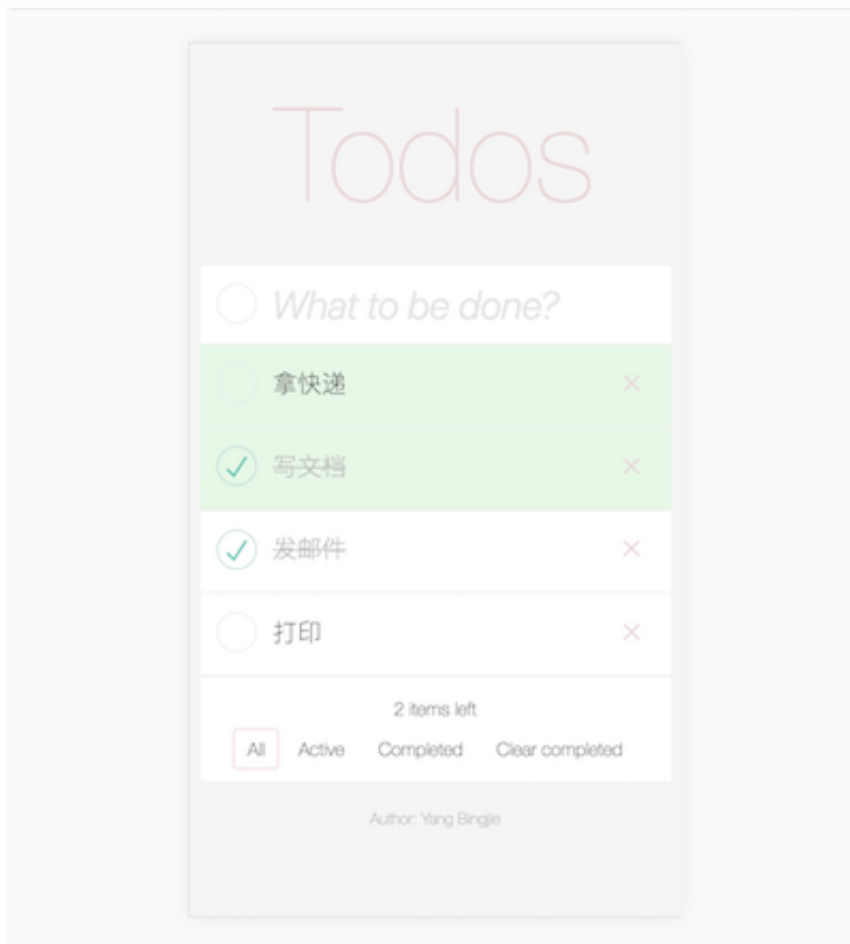 Todos
What to be done?
拿快递
写文档
发邮件
打印
2 items left
All Active Completed Clear completed
Author: Yang Bingjie